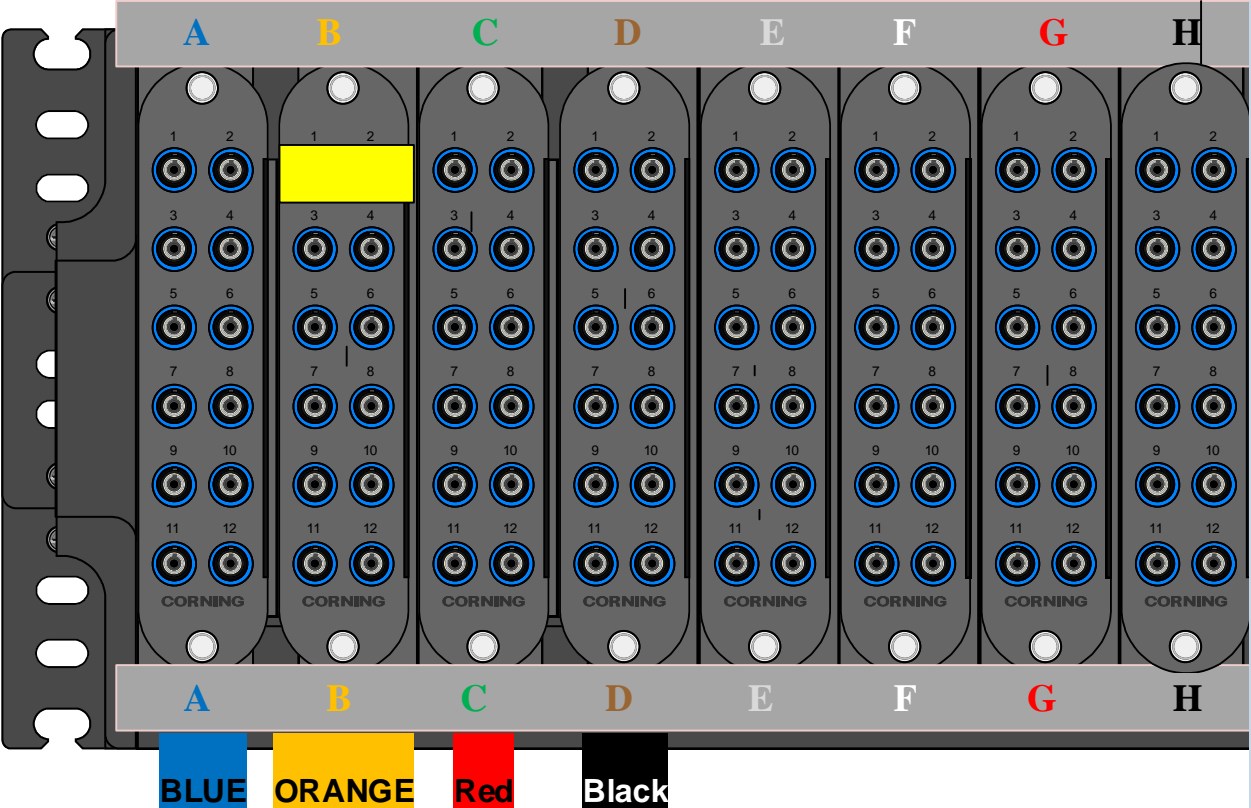 A B C D E F G H
1 2 1 2 1 2 1 2 1 2 1 2 1 2 1 2
3 4 3 4 3 4 3 4 3 4 3 4 3 4 3 4
5 6 5 6 5 6 5 6 5 6 5 6 5 6 5 6
7 8 7 8 7 8 7 8 7 8 7 8 7 8 7 8
9 10 9 10 9 10 9 10 9 10 9 10 9 10 9 10
11 12 11 12 11 12 11 12 11 12 11 12 11 12 11 12
CORNING CORNING CORNING CORNING CORNING CORNING CORNING CORNING
A B C D E F G H
BLUE ORANGE Red Black